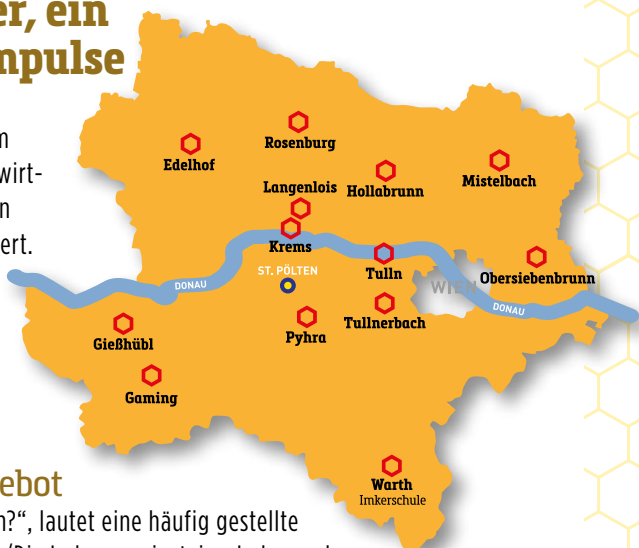 er, ein
mpulse
wirt-
n
ert.
Rosenburg
Edelhof
Mistelbach
Langenlois
Hollabrunn
Krems
ST. PÖLTEN
Tulln
Obersiebenbrunn
WIEN
DONAU
DONAU
Tullnerbach
Pyhra
Gießhübl
Gaming
Warth
Imkerschule
ebot
n?“, lautet eine häufig gestellte